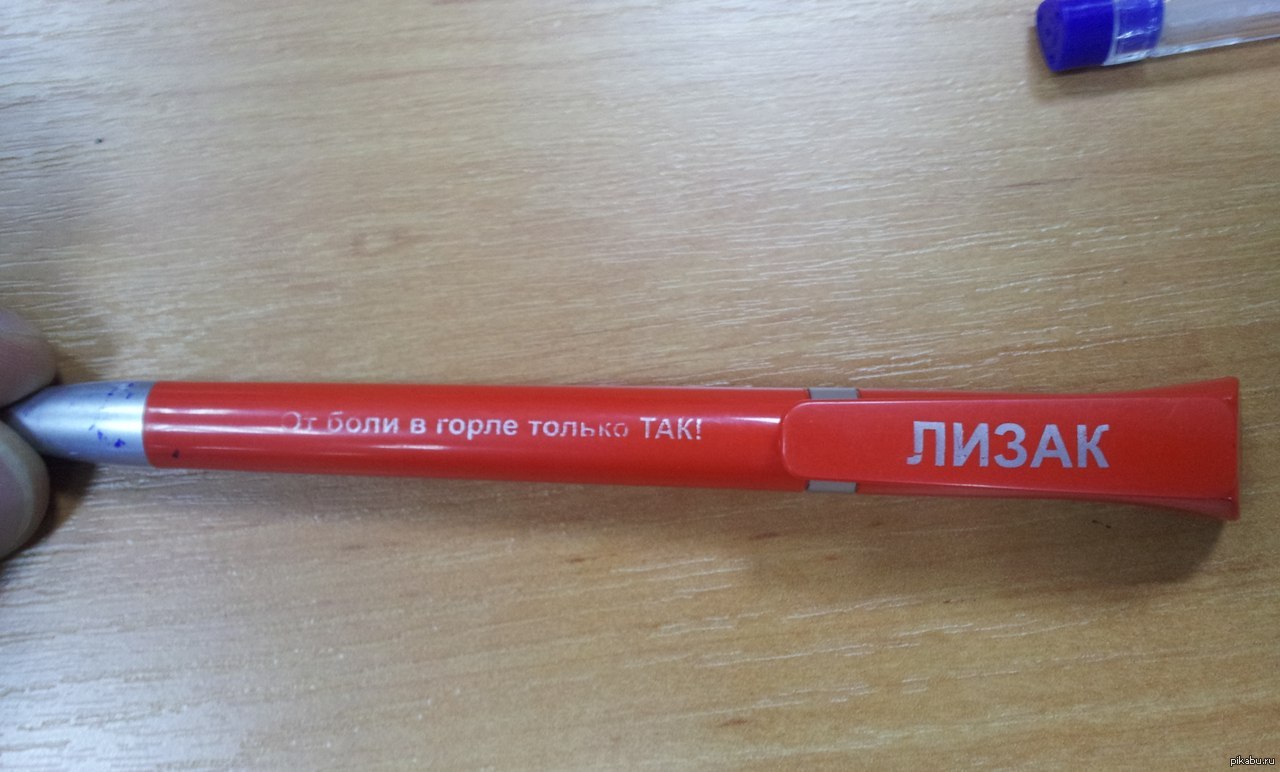 От боли в горле только ТАК!
ЛИЗАК
pikabu.ru